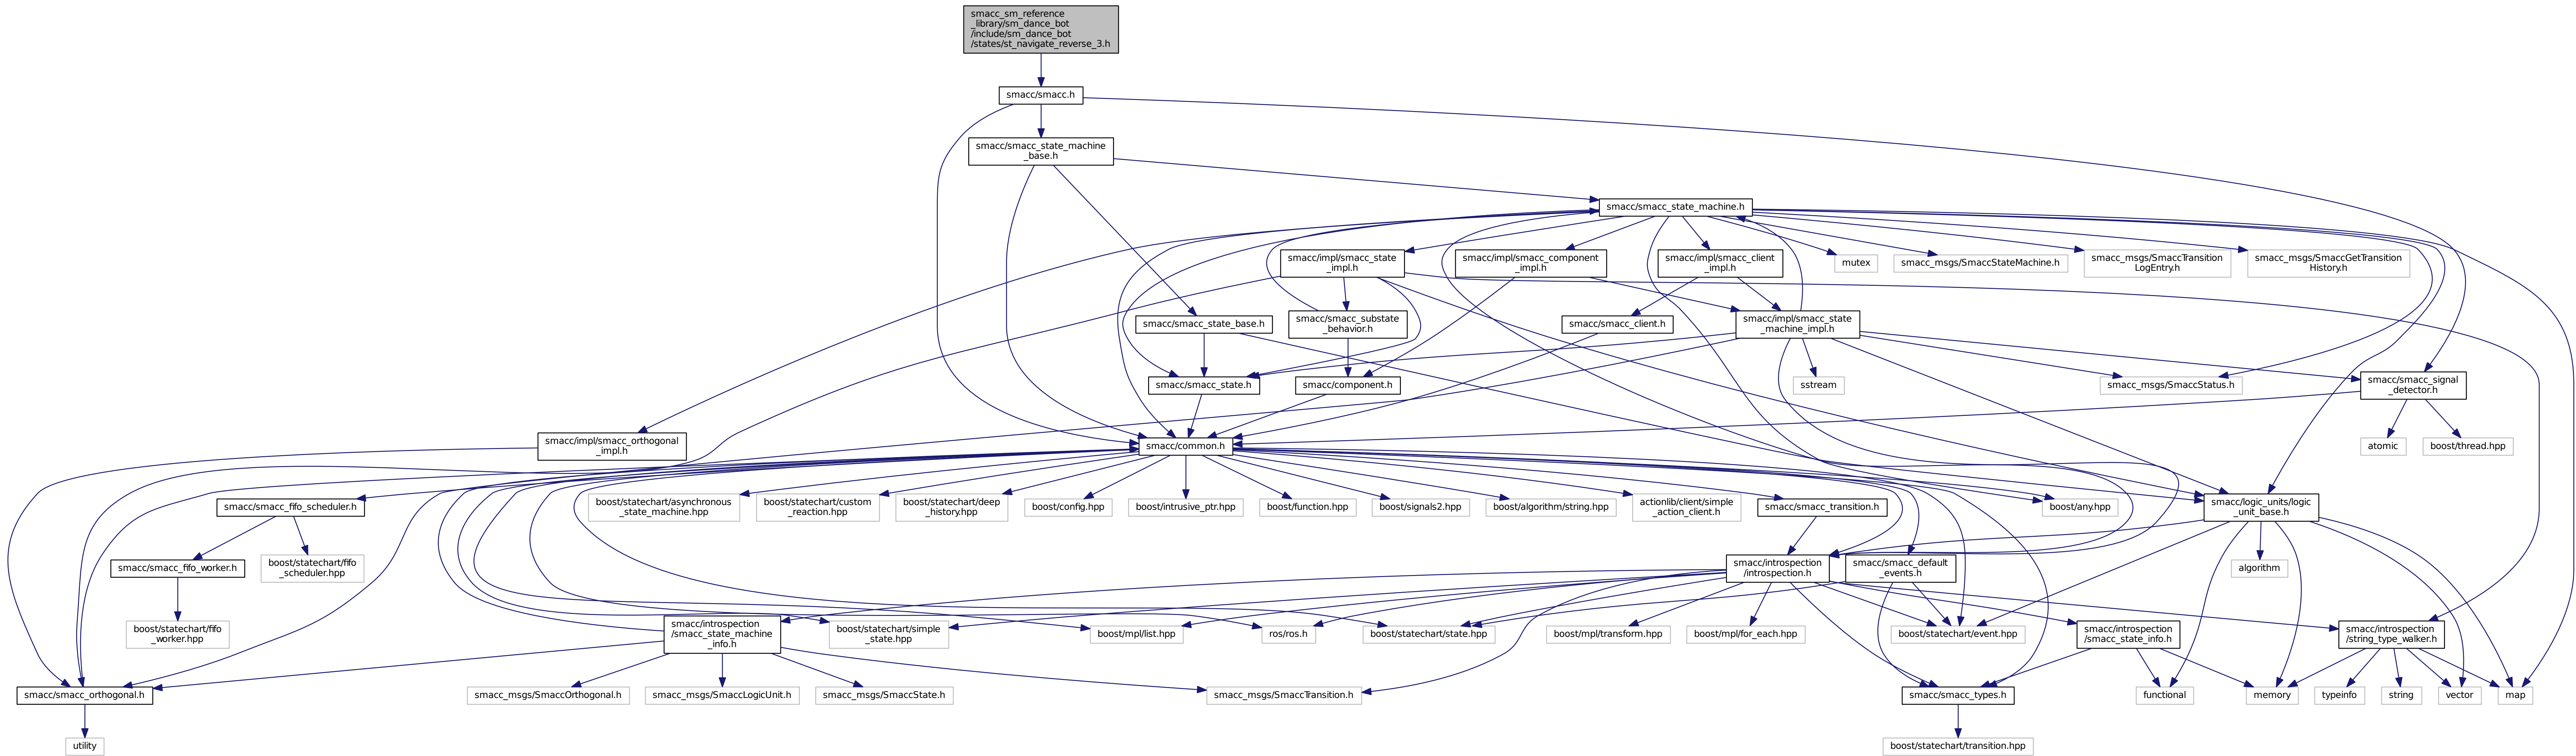 smacc_sm_reference
_library/sm_dance_bot
/include/sm_dance_bot
/states/st_navigate_reverse_3.h
smacc/smacc.h
smacc/smacc_state_machine
_base.h
smacc/smacc_state_machine.h
smacc/impl/smacc_state
_impl.h
smacc/impl/smacc_component
_impl.h
smacc/impl/smacc_client
_impl.h
mutex
smacc_msgs/SmaccStateMachine.h
smacc_msgs/SmaccTransition
LogEntry.h
smacc_msgs/SmaccGetTransition
History.h
smacc/smacc_state_base.h
smacc/smacc_substate
_behavior.h
smacc/smacc_client.h
smacc/impl/smacc_state
_machine_impl.h
smacc/smacc_state.h
smacc/component.h
sstream
smacc_msgs/SmaccStatus.h
smacc/smacc_signal
_detector.h
smacc/impl/smacc_orthogonal
_impl.h
smacc/common.h
atomic
boost/thread.hpp
smacc/smacc_fifo_scheduler.h
boost/statechart/asynchronous
_state_machine.hpp
boost/statechart/custom
_reaction.hpp
boost/statechart/deep
_history.hpp
boost/config.hpp
boost/intrusive_ptr.hpp
boost/function.hpp
boost/signals2.hpp
boost/algorithm/string.hpp
actionlib/client/simple
_action_client.h
smacc/smacc_transition.h
boost/any.hpp
smacc/logic_units/logic
_unit_base.h
smacc/smacc_fifo_worker.h
boost/statechart/fifo
_scheduler.hpp
smacc/introspection
/introspection.h
smacc/smacc_default
_events.h
algorithm
boost/statechart/fifo
_worker.hpp
smacc/introspection
/smacc_state_machine
_info.h
boost/statechart/simple
_state.hpp
boost/mpl/list.hpp
ros/ros.h
boost/statechart/state.hpp
boost/mpl/transform.hpp
boost/mpl/for_each.hpp
boost/statechart/event.hpp
smacc/introspection
/smacc_state_info.h
smacc/introspection
/string_type_walker.h
smacc/smacc_orthogonal.h
smacc_msgs/SmaccOrthogonal.h
smacc_msgs/SmaccLogicUnit.h
smacc_msgs/SmaccState.h
smacc_msgs/SmaccTransition.h
smacc/smacc_types.h
functional
memory
typeinfo
string
vector
map
utility
boost/statechart/transition.hpp